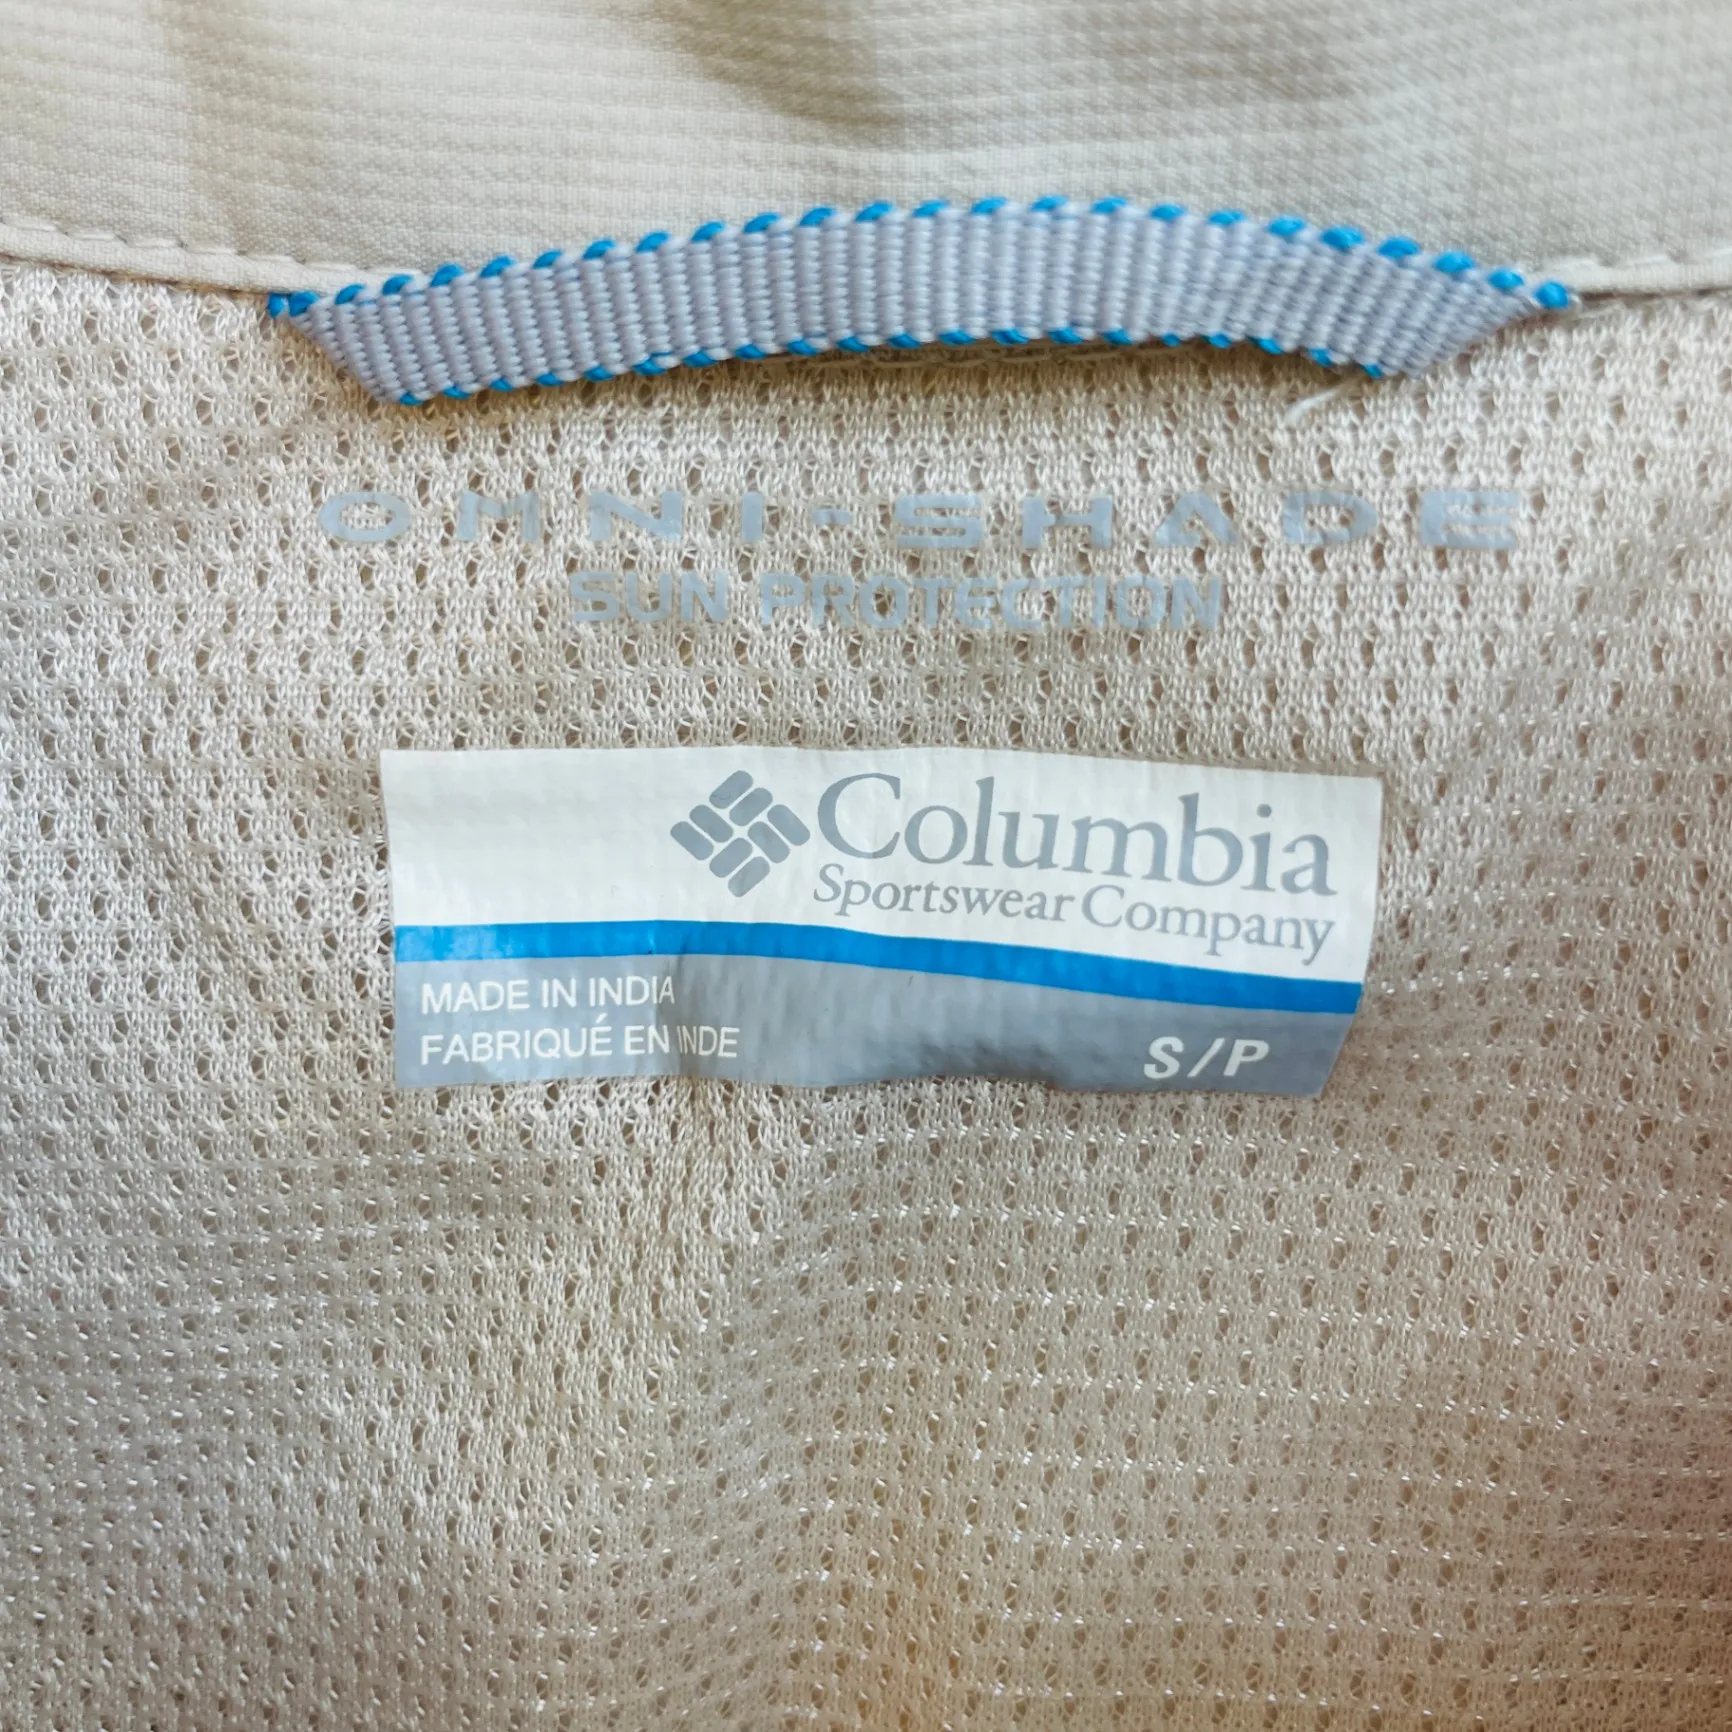 OMNI-SHADE
SUN PROTECTION
Columbia
Sportswear Company
MADE IN INDIA
FABRIQUÉ EN INDE
S/P